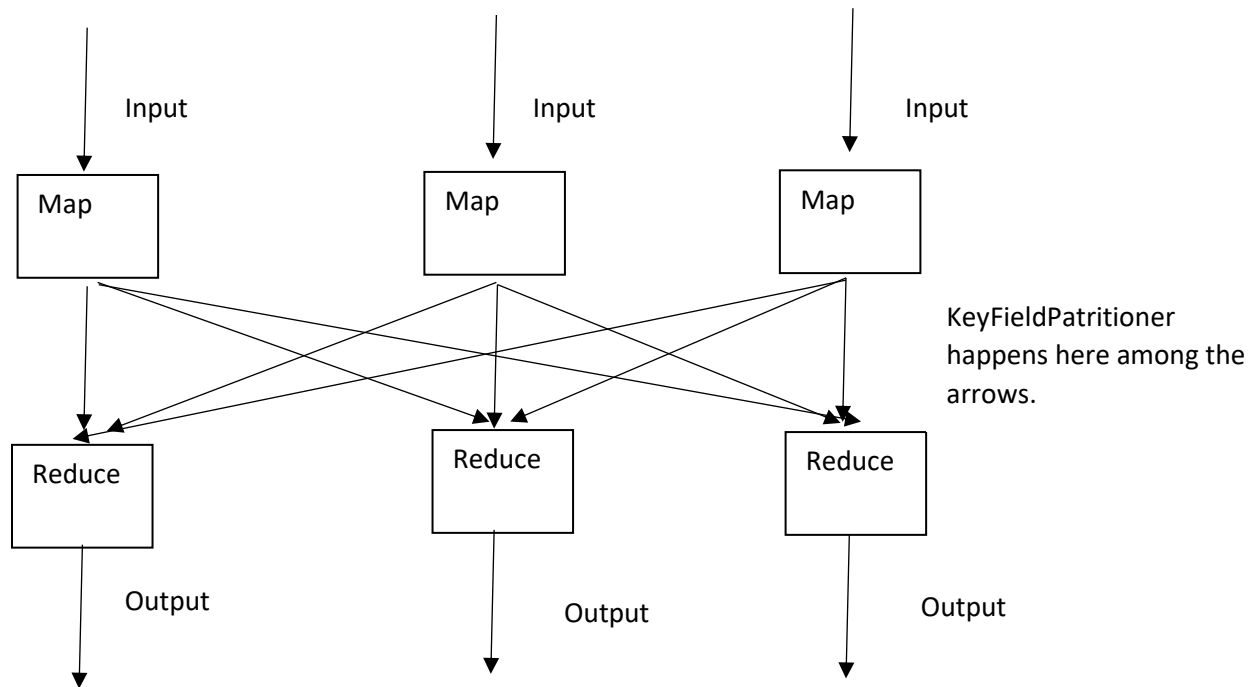 Input
Input
Input
Map
Map
Map
KeyFieldPatritioner
happens here among the
arrows.
Reduce
Reduce
Reduce
Output
Output
Output